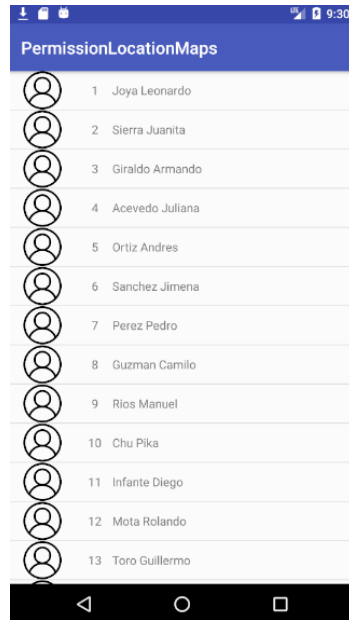 9:30
PermissionLocationMaps
1 Joya Leonardo
2 Sierra Juanita
3 Giraldo Armando
4 Acevedo Juliana
5 Ortiz Andres
6 Sanchez Jimena
7 Perez Pedro
8 Guzman Camilo
9 Rios Manuel
10 Chu Pika
11 Infante Diego
12 Mota Rolando
13 Toro Guillermo